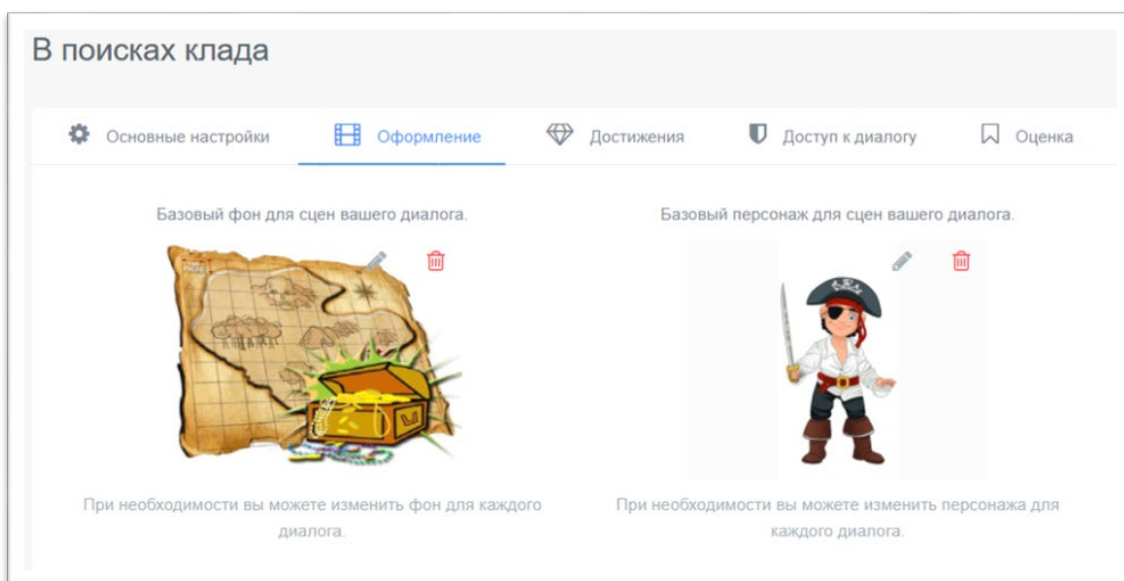 В поисках клада
Основные настройки
Оформление
Достижения
Доступ к диалогу
Оценка
Базовый фон для сцен вашего диалога.
Базовый персонаж для сцен вашего диалога.
При необходимости вы можете изменить фон для каждого
диалога.
При необходимости вы можете изменить персонажа для
каждого диалога.